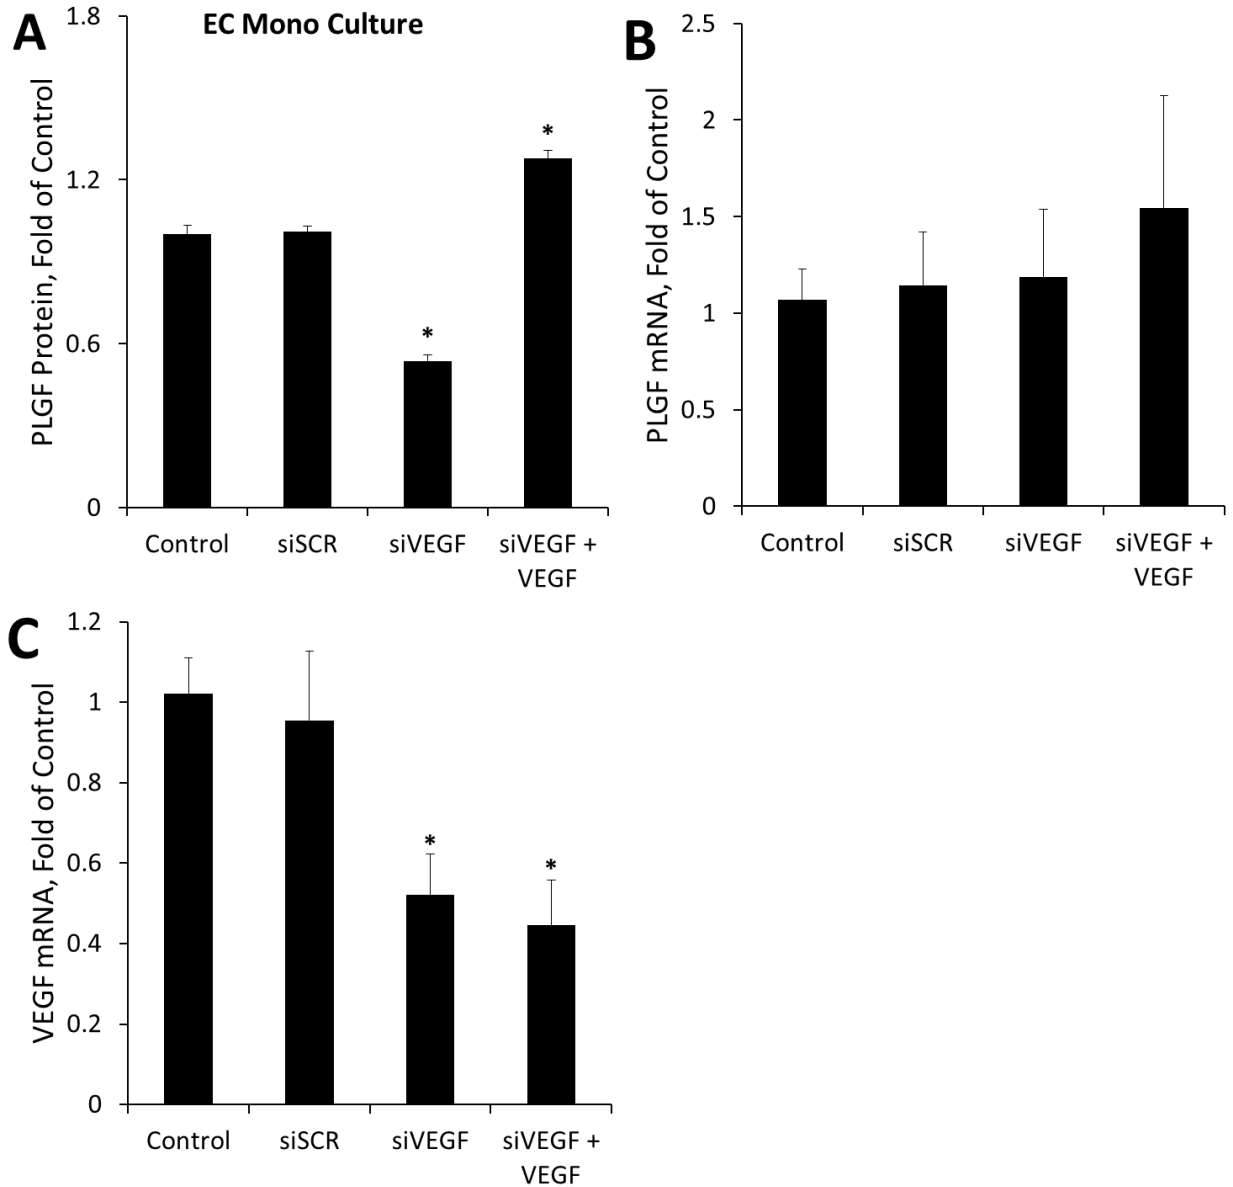 A
EC Mono Culture
PLGF Protein, Fold of Control
1.8
1.2
0.6
0
*
*
Control
siSCR
siVEGF
siVEGF +
VEGF
B
PLGF mRNA, Fold of Control
2.5
2
1.5
1
0.5
0
Control
siSCR
siVEGF
siVEGF +
VEGF
C
VEGF mRNA, Fold of Control
1.2
1
0.8
0.6
0.4
0.2
0
*
*
Control
siSCR
siVEGF
siVEGF +
VEGF